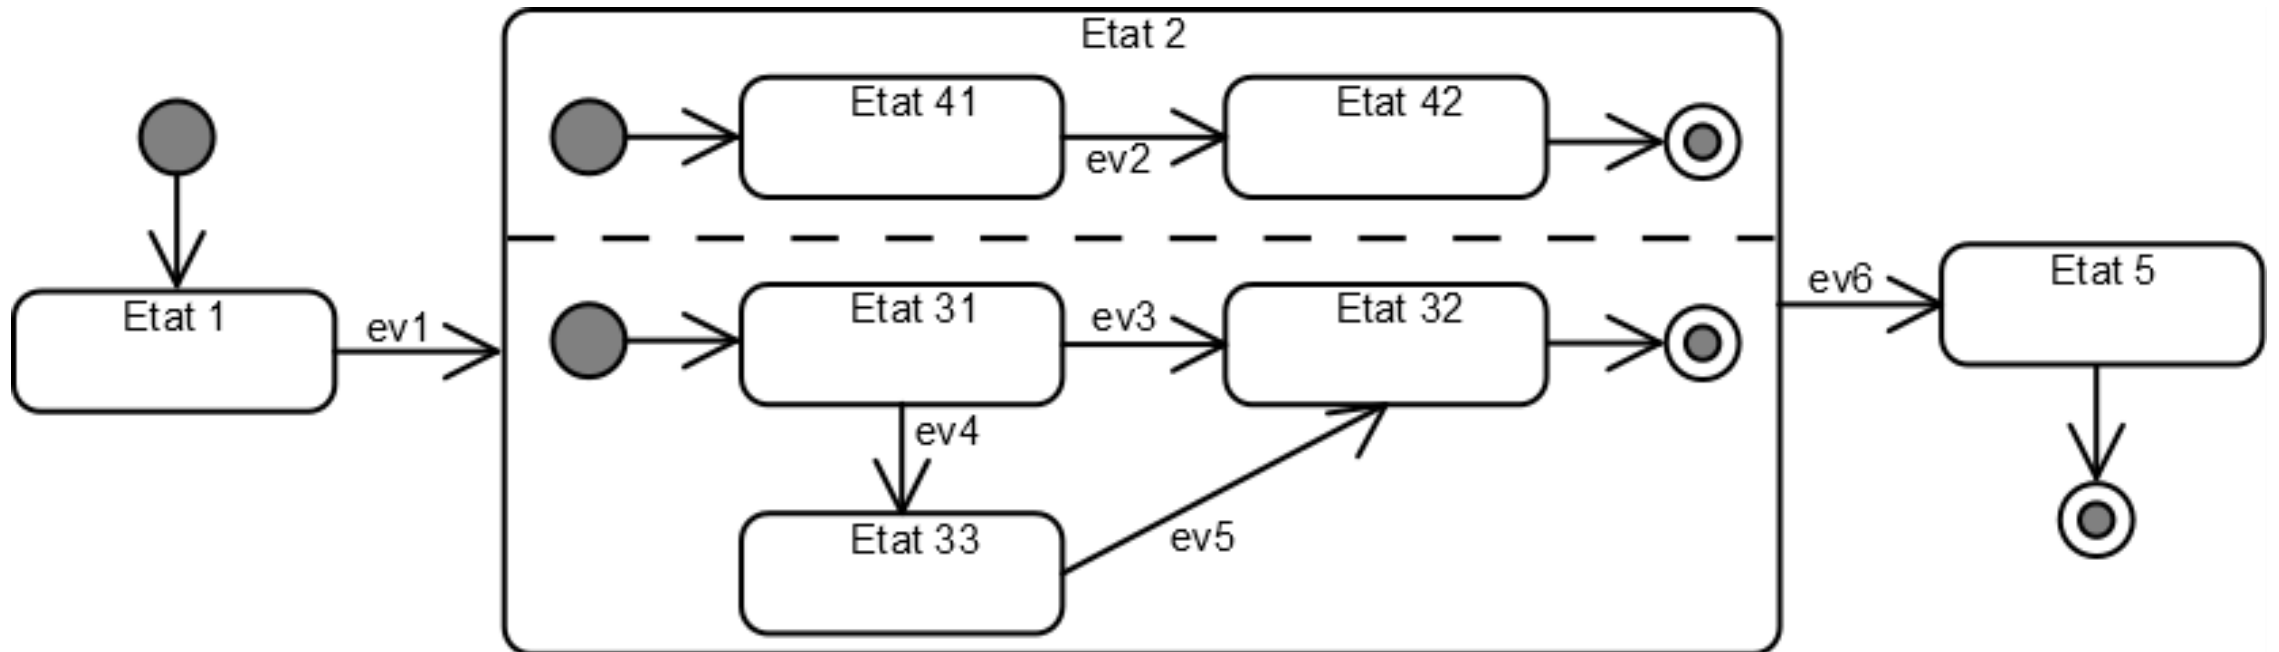 Etat 2
Etat 41
ev2
Etat 42
Etat 1
ev1
Etat 31
ev3
Etat 32
ev4
Etat 33
ev5
ev6
Etat 5